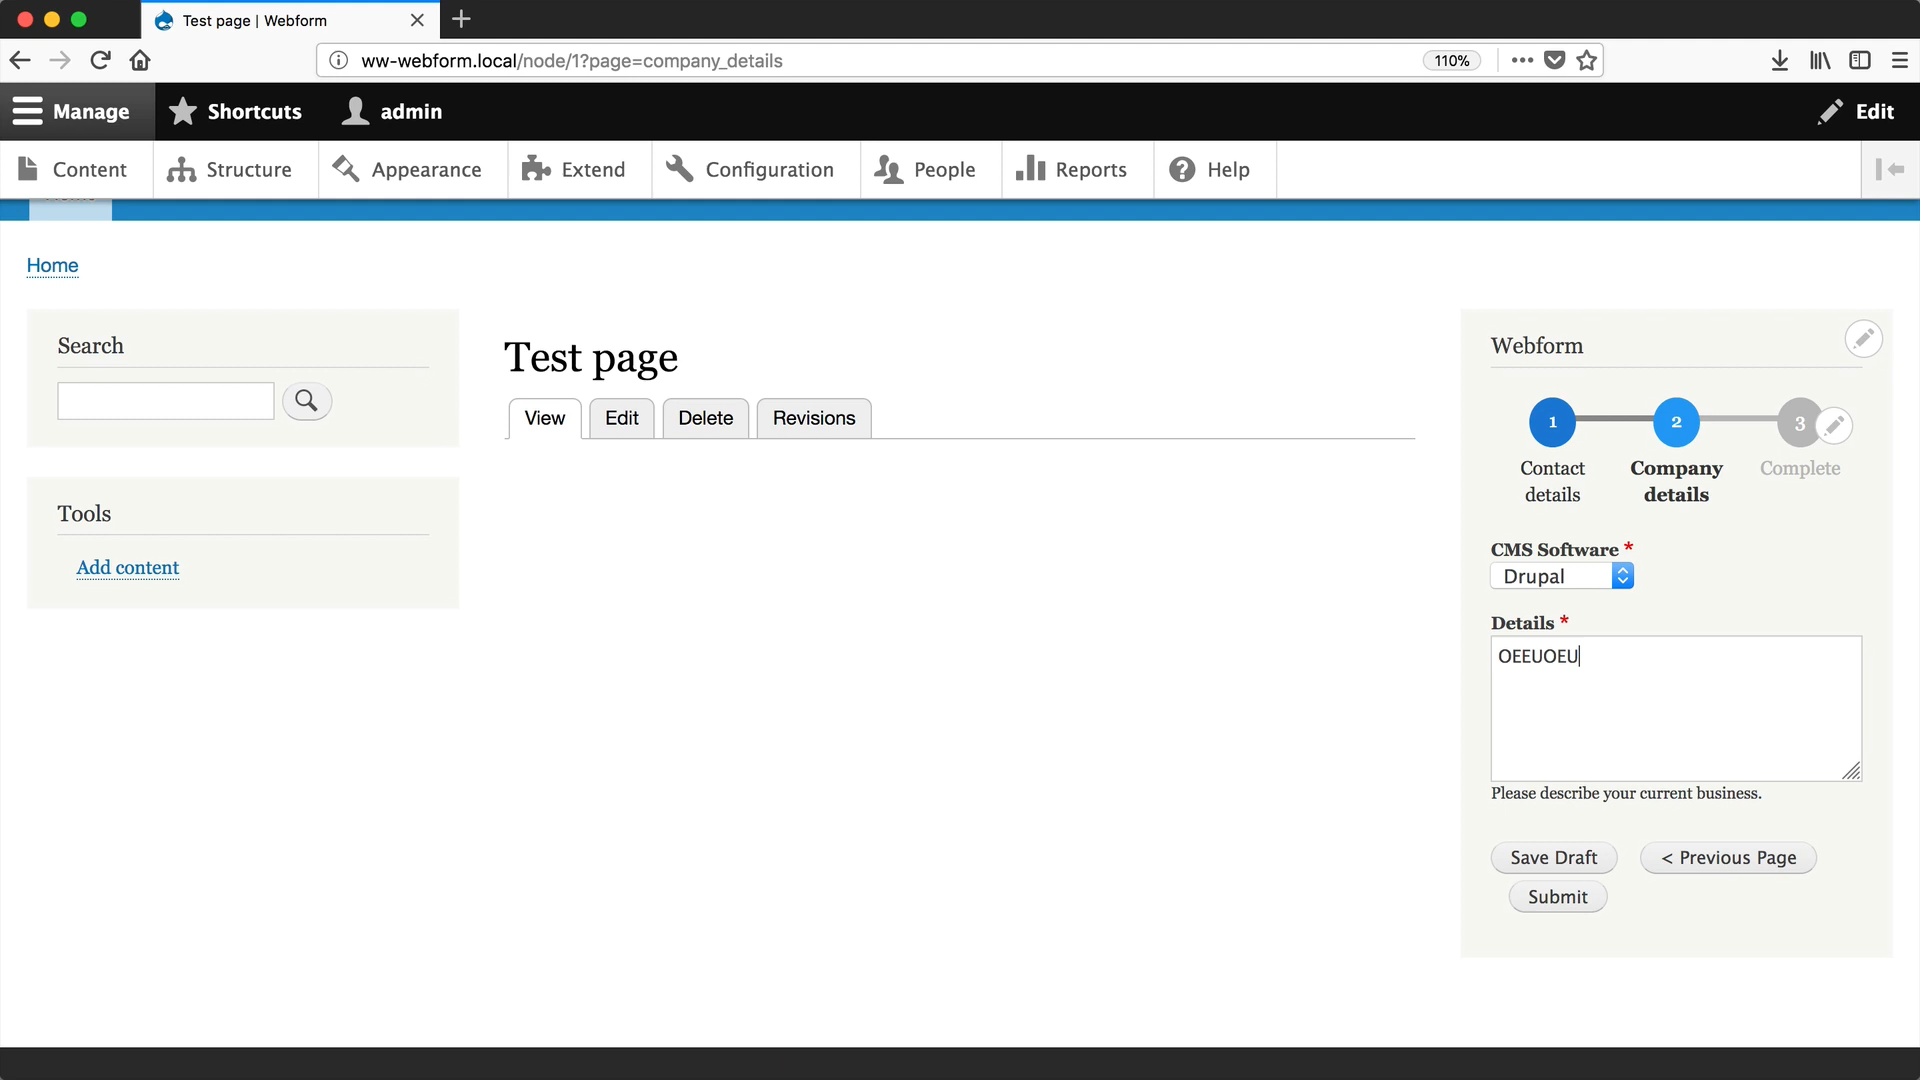 Test page | Webform
ww-webform.local/node/1?page=company_details
110%
Manage
Shortcuts
admin
Edit
Content
Structure
Appearance
Extend
Configuration
People
Reports
Help
Home
Search
Tools
Add content
Test page
View
Edit
Delete
Revisions
Webform
1
2
3
Contact
details
Company
details
Complete
CMS Software *
Drupal
Details *
OEEUOEU
Please describe your current business.
Save Draft
< Previous Page
Submit